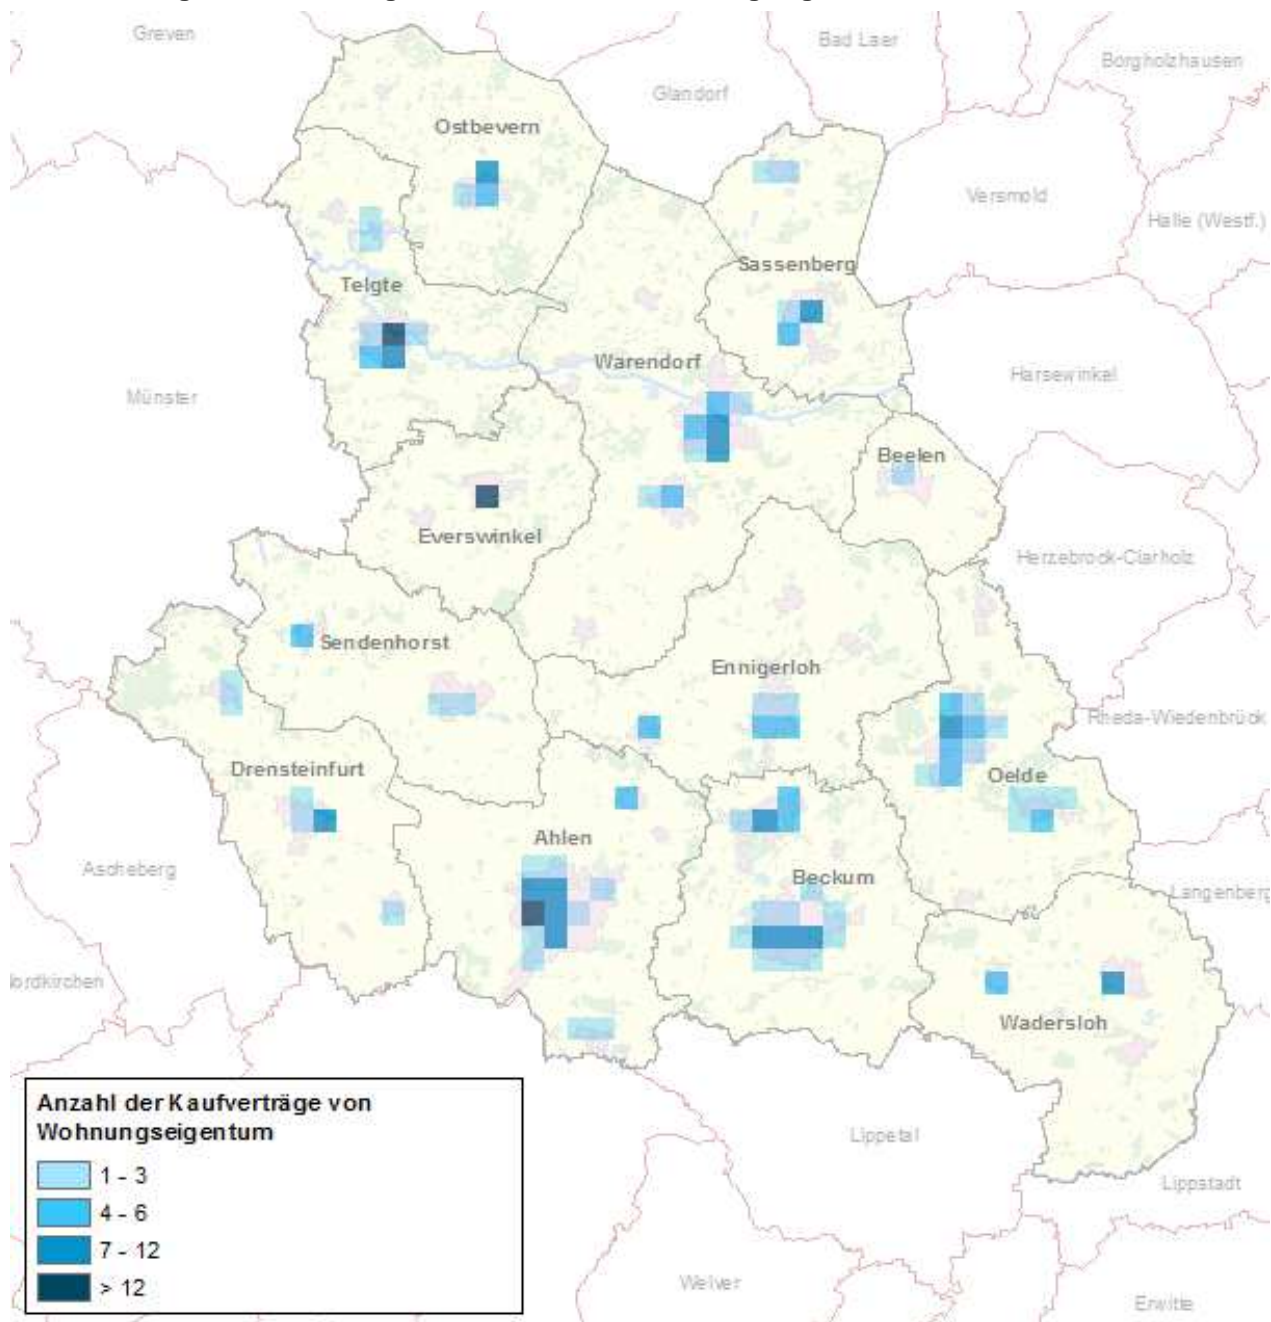 Greven
Bad Laer
Borgholzhausen
Glandorf
Ostbevern
Versmold
Halle (Westf.)
Sassenberg
Telgte
Warendorf
Harsewinkel
Münster
Beelen
Everswinkel
Herzebrock-Clarholz
Sendenhorst
Ennigerloh
Rheda-Wiedenbrück
Drensteinfurt
Oelde
Ahlen
Ascheberg
Beckum
Langenberg
Nordkirchen
Wadersloh
Anzahl der Kaufverträge von
Wohnungseigentum
1 - 3
4 - 6
7 - 12
> 12
Lippetal
Lippstadt
Welver
Erwitte